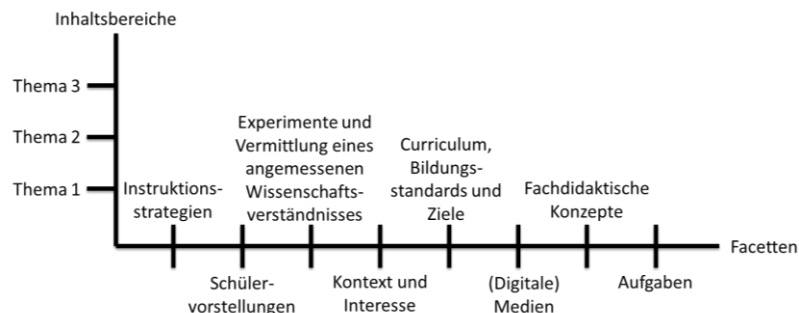 Inhaltsbereiche
Thema 3
Thema 2
Thema 1
Instruktions-
strategien
Experimente und
Vermittlung eines
angemessenen
Wissenschafts-
verständnisses
Curriculum,
Bildungs-
standards und
Ziele
Fachdidaktische
Konzepte
Facetten
Schüler-
vorstellungen
Kontext und
Interesse
(Digitale)
Medien
Aufgaben